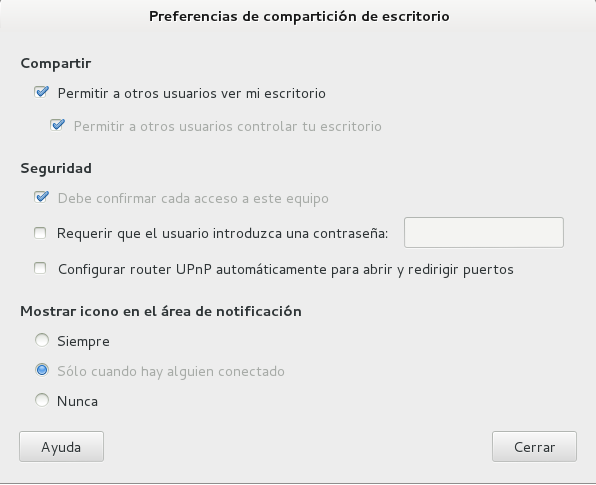 Preferencias de compartición de escritorio
Compartir
Permitir a otros usuarios ver mi escritorio
Permitir a otros usuarios controlar tu escritorio
Seguridad
Debe confirmar cada acceso a este equipo
Requerir que el usuario introduzca una contraseña:
Configurar router UPnP automáticamente para abrir y redirigir puertos
Mostrar icono en el área de notificación
Siempre
Sólo cuando hay alguien conectado
Nunca
Ayuda Cerrar